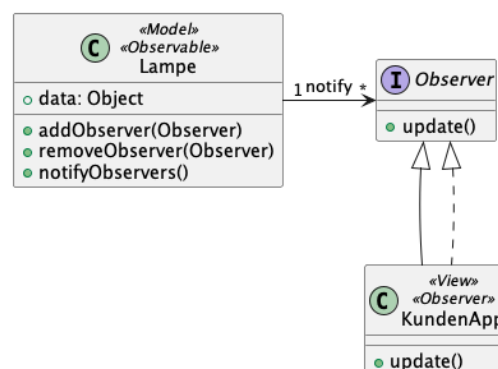 «Model»
«Observable»
C Lampe
data: Object
addObserver(Observer)
removeObserver(Observer)
notifyObservers()
1 notify *
I Observer
update()
«View»
«Observer»
C KundenApp
update()